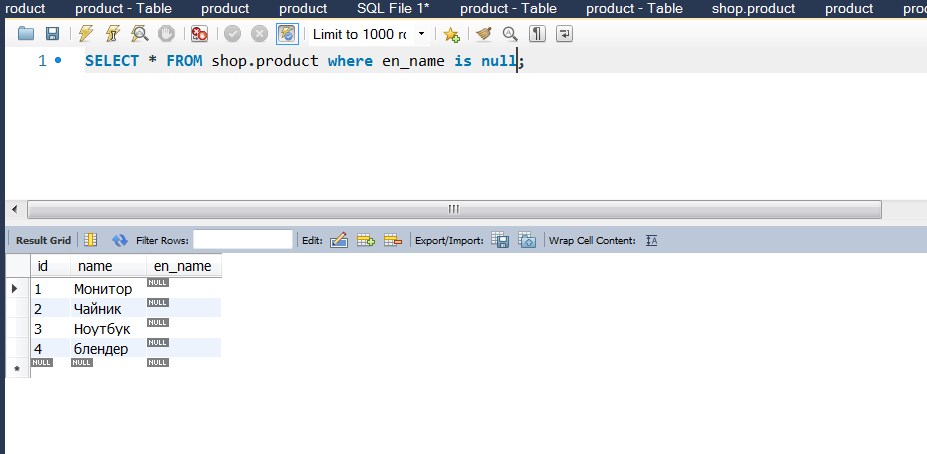 roduct product - Table product product SQL File 1* product - Table product - Table shop.product product
Limit to 1000 rc
1 SELECT * FROM shop.product where en_name is null;
Result Grid Filter Rows: Edit: Export/Import: Wrap Cell Content:
id name en_name
1 Монитор NULL
2 Чайник NULL
3 Ноутбук NULL
4 блендер NULL
* NULL NULL NULL